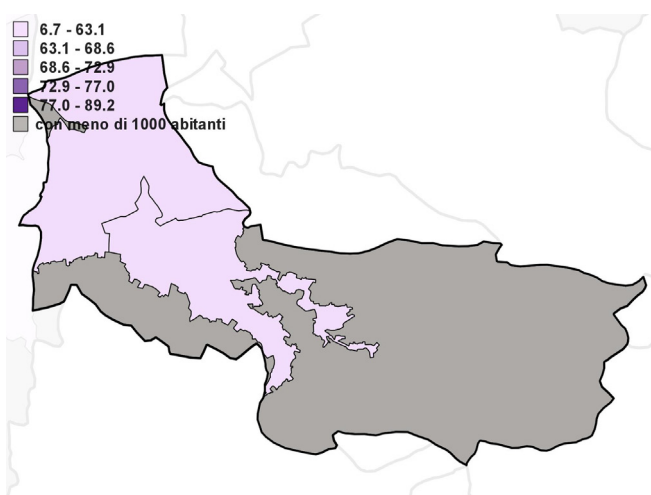 6.7 - 63.1
63.1 - 68.6
68.6 - 72.9
72.9 - 77.0
77.0 - 89.2
con meno di 1000 abitanti